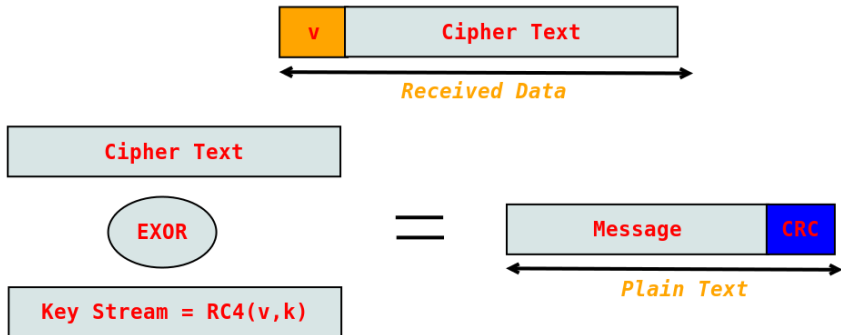 v
Cipher Text
Received Data
Cipher Text
EXOR
=
Message
CRC
Plain Text
Key Stream = RC4(v,k)